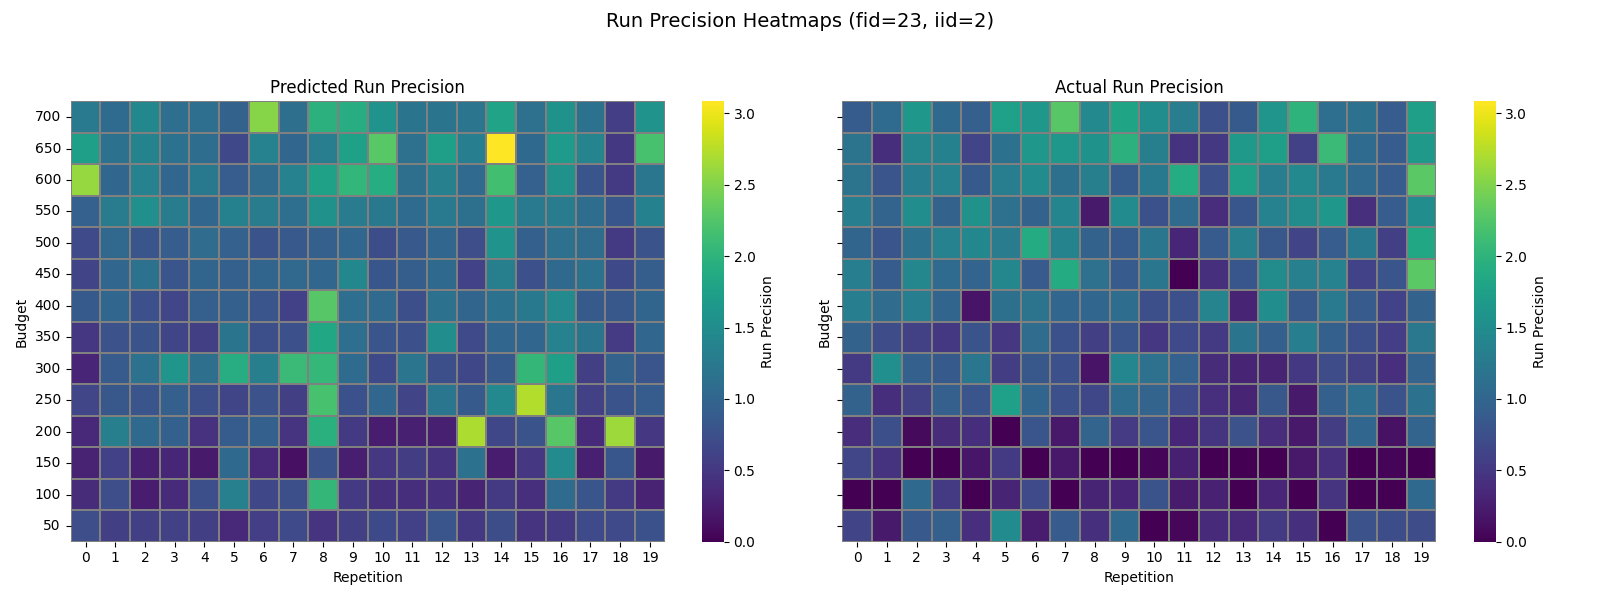 Run Precision Heatmaps (fid=23, iid=2)
Predicted Run Precision
Actual Run Precision
Budget
700
650
600
550
500
450
400
350
300
250
200
150
100
50
0 1 2 3 4 5 6 7 8 9 10 11 12 13 14 15 16 17 18 19
Repetition
3.0
2.5
2.0
1.5
1.0
0.5
0.0
Run Precision
Budget
0 1 2 3 4 5 6 7 8 9 10 11 12 13 14 15 16 17 18 19
Repetition
3.0
2.5
2.0
1.5
1.0
0.5
0.0
Run Precision